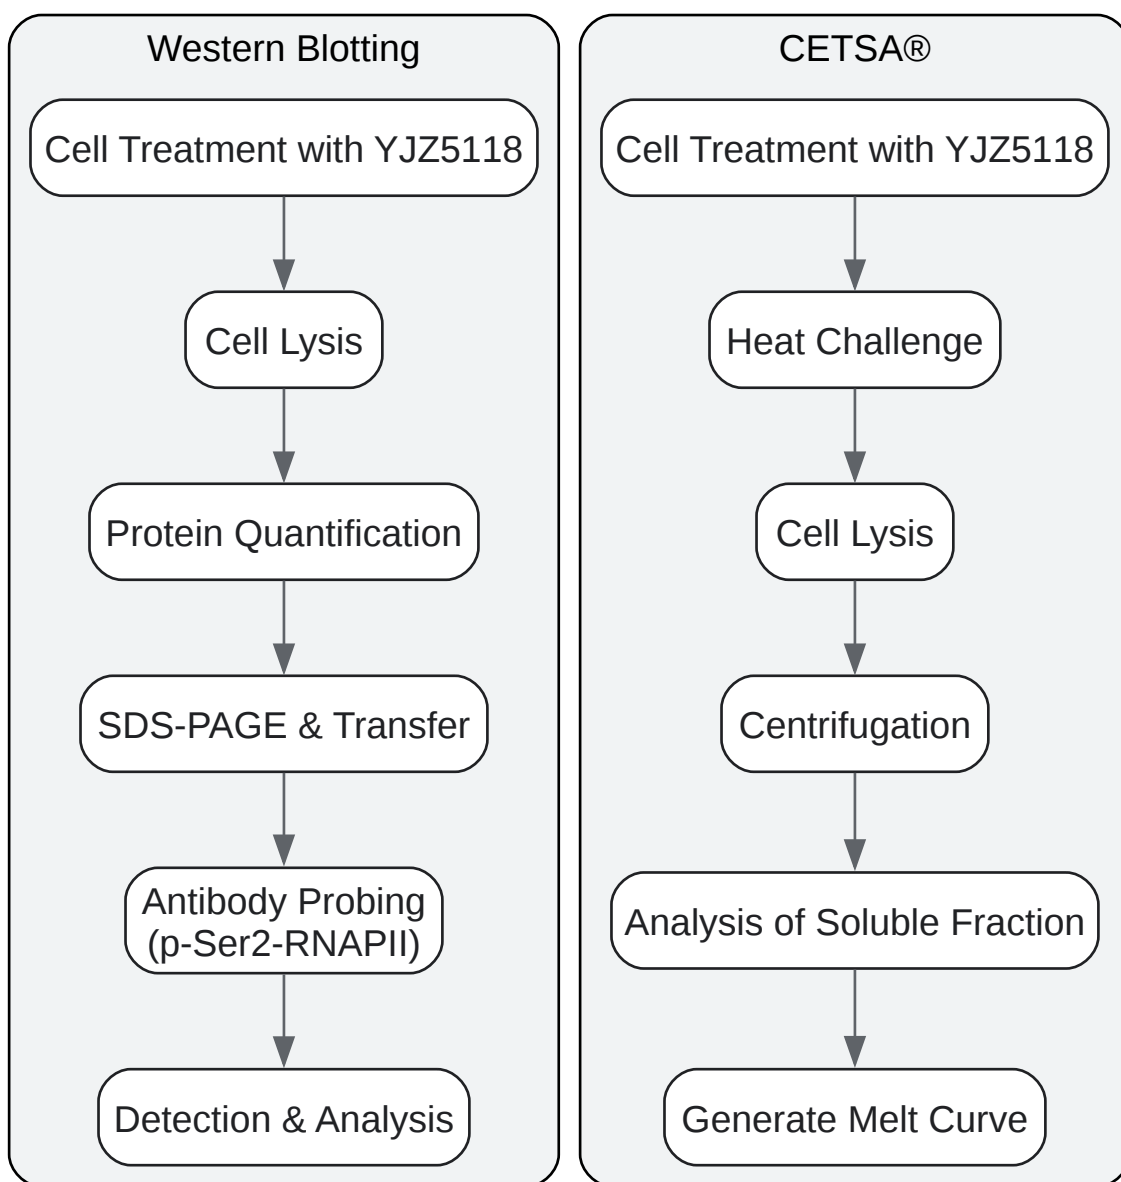 Western Blotting
Cell Treatment with YJZ5118
Cell Lysis
Protein Quantification
SDS-PAGE & Transfer
Antibody Probing
(p-Ser2-RNAPII)
Detection & Analysis
CETSA®
Cell Treatment with YJZ5118
Heat Challenge
Cell Lysis
Centrifugation
Analysis of Soluble Fraction
Generate Melt Curve